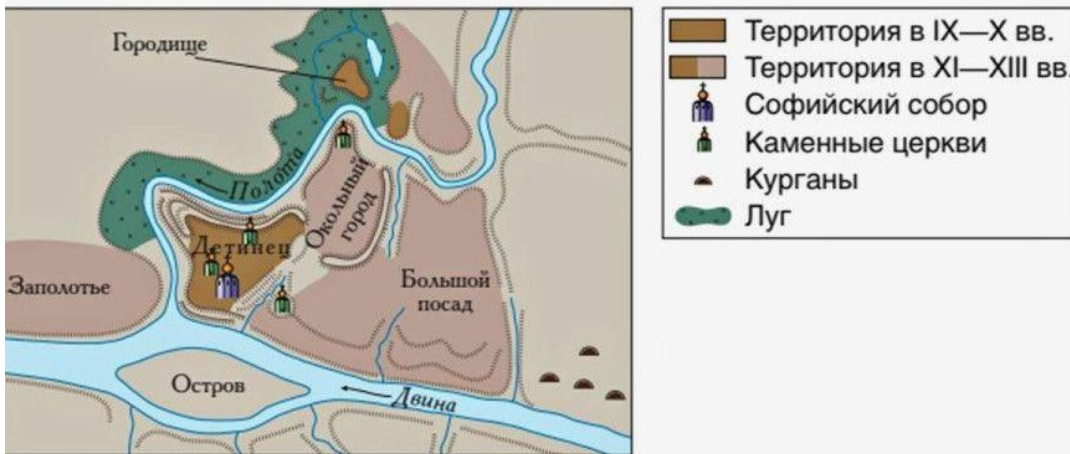 Городище
Полота
Окольный
город
Детинец
Заполотье
Большой
посад
Остров
Двина
Территория в IX—X вв.
Территория в XI—XIII вв.
Софийский собор
Каменные церкви
Курганы
Луг